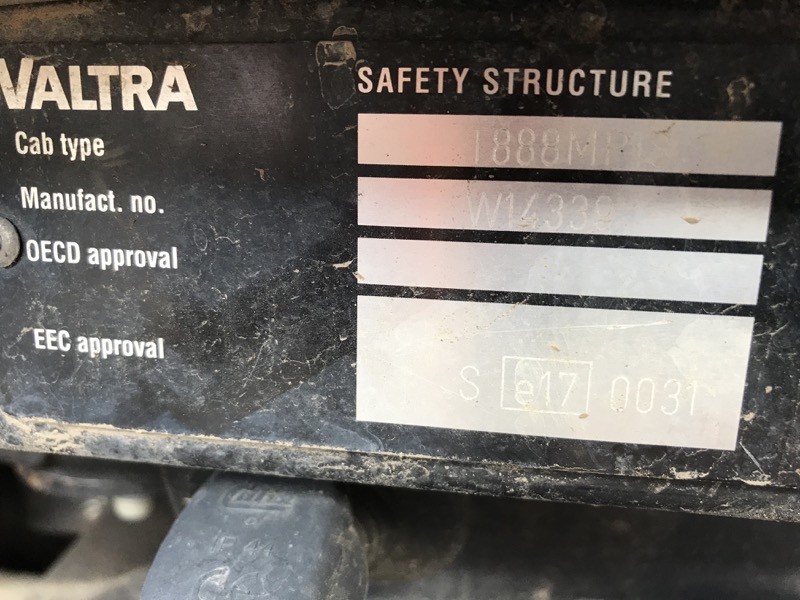 VALTRA
SAFETY STRUCTURE
Cab type
Manufact. no.
OECD approval
EEC approval
S e17 0031